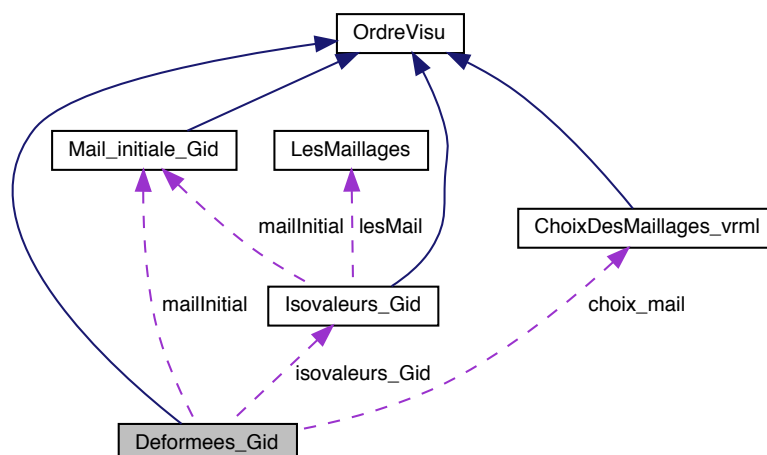 OrdreVisu
Mail_initiale_Gid
LesMaillages
mailInitial
lesMail
ChoixDesMaillages_vrml
mailInitial
Isovaleurs_Gid
choix_mail
isovaleurs_Gid
Deformees_Gid